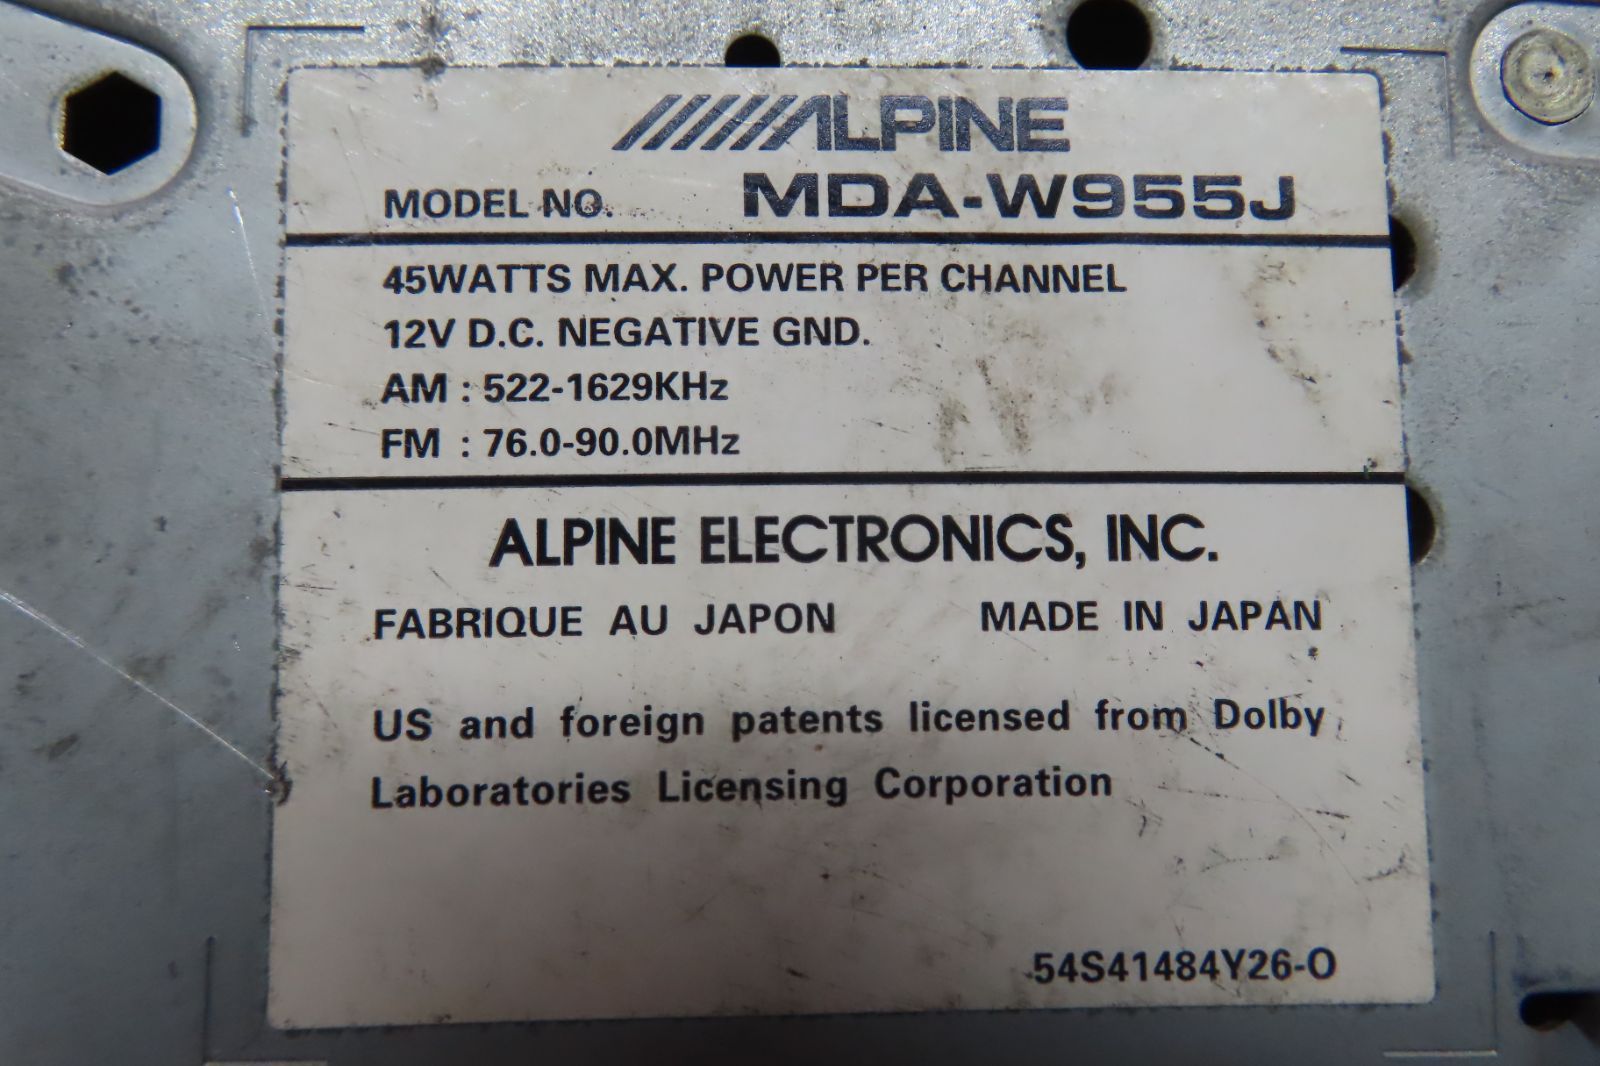 ALPINE
MODEL NO. MDA-W955J
45WATTS MAX. POWER PER CHANNEL
12V D.C. NEGATIVE GND.
AM : 522-1629KHz
FM : 76.0-90.0MHz
ALPINE ELECTRONICS, INC.
FABRIQUE AU JAPON MADE IN JAPAN
US and foreign patents licensed from Dolby
Laboratories Licensing Corporation
54S41484Y26-O